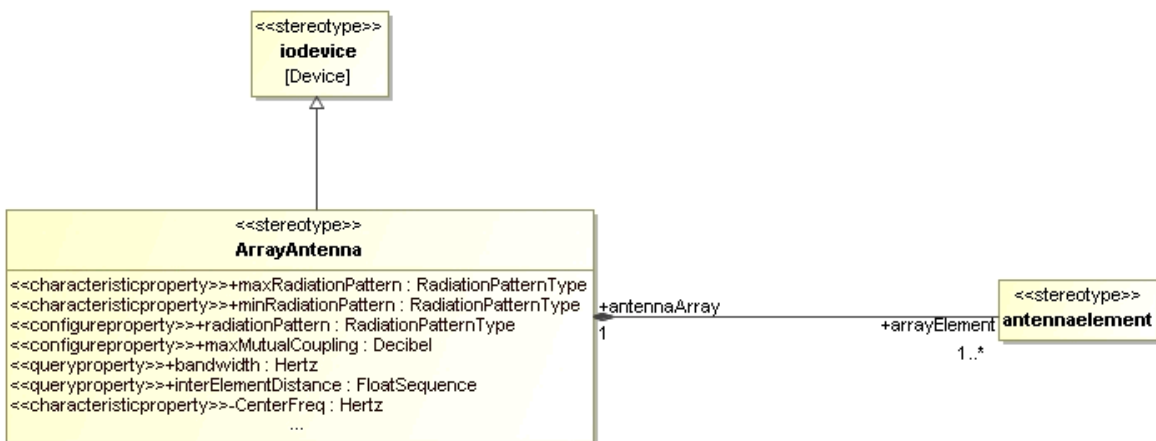 <<stereotype>>
iodevice
[Device]
<<stereotype>>
ArrayAntenna
<<characteristicproperty>>+maxRadiationPattern : RadiationPatternType
<<characteristicproperty>>+minRadiationPattern : RadiationPatternType
<<configureproperty>>+radiationPattern : RadiationPatternType
<<configureproperty>>+maxMutualCoupling : Decibel
<<queryproperty>>+bandwidth : Hertz
<<queryproperty>>+interElementDistance : FloatSequence
<<characteristicproperty>>-CenterFreq : Hertz
...
+antennaArray
1
+arrayElement
1..*
<<stereotype>>
antennaelement